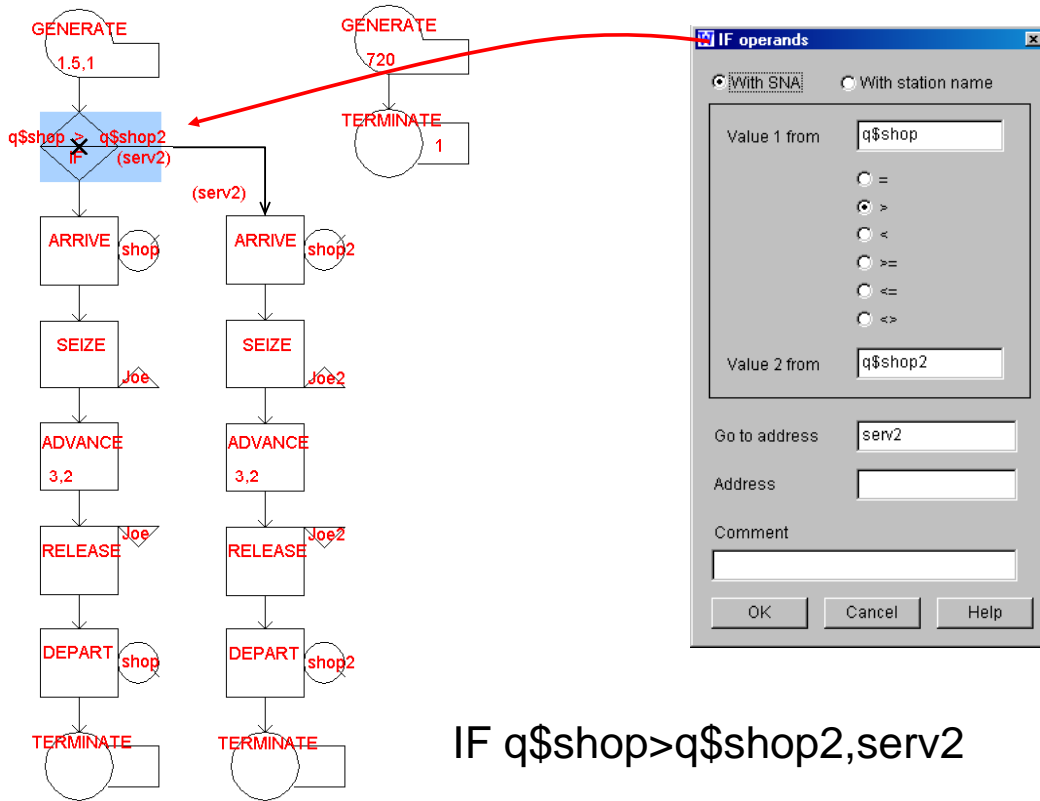 GENERATE
1.5,1
q$shop > q$shop2
IF (serv2)
(serv2)
ARRIVE shop
ARRIVE shop2
SEIZE
Joe
SEIZE
Joe2
ADVANCE
3,2
ADVANCE
3,2
Joe
RELEASE
Joe2
RELEASE
DEPART shop
DEPART shop2
TERMINATE
TERMINATE
GENERATE
720
TERMINATE
1
IF operands
With SNA With station name
Value 1 from q$shop
=
>
<
>=
<=
<>
Value 2 from q$shop2
Go to address serv2
Address
Comment
OK Cancel Help
IF q$shop>q$shop2,serv2